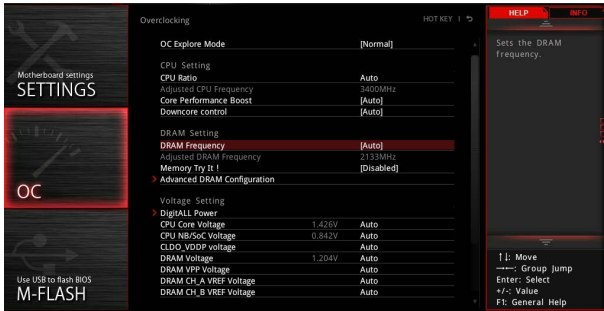 Motherboard settings
SETTINGS
OC
Use USB to flash BIOS
M-FLASH
Overclocking
HOT KEY |
OC Explore Mode [Normal]
CPU Setting
CPU Ratio Auto
Adjusted CPU Frequency 3400MHz
Core Performance Boost [Auto]
Downcore control [Auto]
DRAM Setting
DRAM Frequency [Auto]
Adjusted DRAM Frequency 2133MHz
Memory Try It ! [Disabled]
Advanced DRAM Configuration
Voltage Setting
DigitALL Power
CPU Core Voltage 1.426V Auto
CPU NB/SoC Voltage 0.842V Auto
CLDO_VDDP voltage Auto
DRAM Voltage 1.204V Auto
DRAM VPP Voltage Auto
DRAM CH_A VREF Voltage Auto
DRAM CH_B VREF Voltage Auto
HELP INFO
Sets the DRAM
frequency.
↑↓: Move
→←: Group Jump
Enter: Select
+/-: Value
F1: General Help